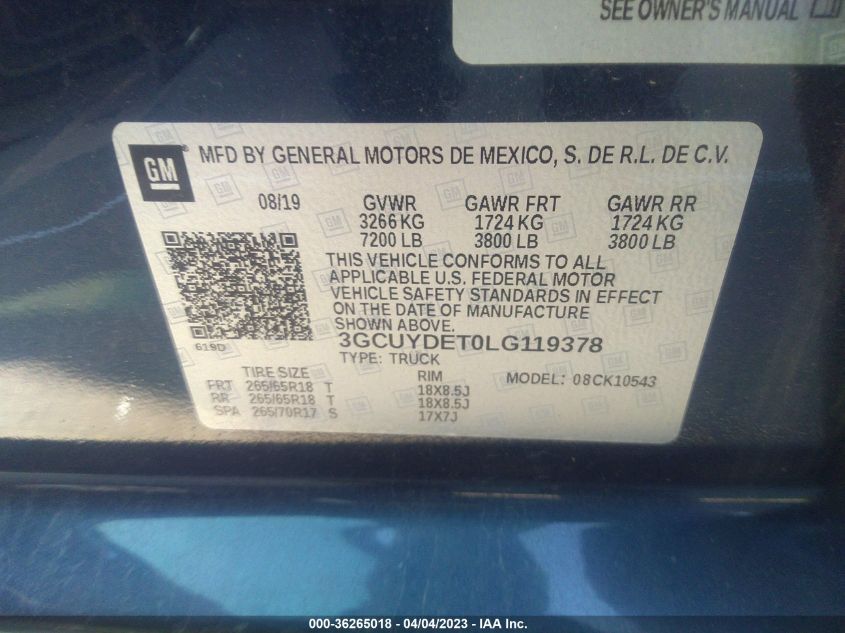 SEE OWNER'S MANUAL
GM
MFD BY GENERAL MOTORS DE MEXICO, S. DE R.L. DE C.V.
08/19 GVWR GAWR FRT GAWR RR
3266 KG 1724 KG 1724 KG
7200 LB 3800 LB 3800 LB
THIS VEHICLE CONFORMS TO ALL
APPLICABLE U.S. FEDERAL MOTOR
VEHICLE SAFETY STANDARDS IN EFFECT
ON THE DATE OF MANUFACTURE
SHOWN ABOVE.
619D 3GCUYDET0LG119378
TYPE: TRUCK
TIRE SIZE RIM MODEL: 08CK10543
FRT 265/65R18 T 18X8.5J
RR 265/65R18 T 18X8.5J
SPA 265/70R17 S 17X7J
000-36265018 - 04/04/2023 - IAA Inc.